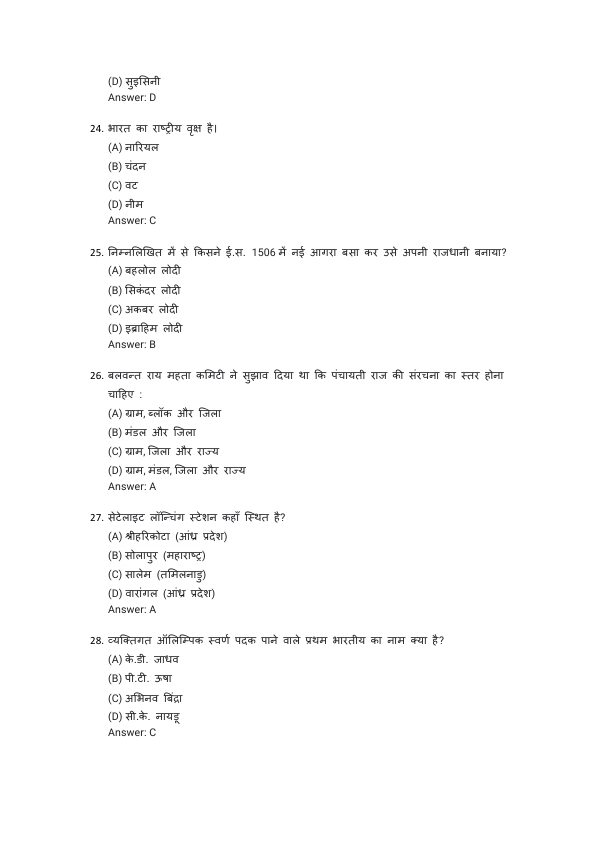 (D) सुइसिनी
Answer: D
24. भारत का राष्ट्रीय वृक्ष है।
(A) नारियल
(B) चंदन
(C) वट
(D) नीम
Answer: C
25. निम्नलिखित में से किसने ई.स. 1506 में नई आगरा बसा कर उसे अपनी राजधानी बनाया?
(A) बहलोल लोदी
(B) सिकंदर लोदी
(C) अकबर लोदी
(D) इब्राहिम लोदी
Answer: B
26. बलवन्त राय महता कमिटी ने सुझाव दिया था कि पंचायती राज की संरचना का स्तर होना
चाहिए :
(A) ग्राम, ब्लॉक और जिला
(B) मंडल और जिला
(C) ग्राम, जिला और राज्य
(D) ग्राम, मंडल, जिला और राज्य
Answer: A
27. सेटेलाइट लॉन्चिंग स्टेशन कहाँ स्थित है?
(A) श्रीहरिकोटा (आंध्र प्रदेश)
(B) सोलापुर (महाराष्ट्र)
(C) सालेम (तमिलनाडु)
(D) वारांगल (आंध्र प्रदेश)
Answer: A
28. व्यक्तिगत ऑलिम्पिक स्वर्ण पदक पाने वाले प्रथम भारतीय का नाम क्या है?
(A) के.डी. जाधव
(B) पी.टी. ऊषा
(C) अभिनव बिंद्रा
(D) सी.के. नायडू
Answer: C